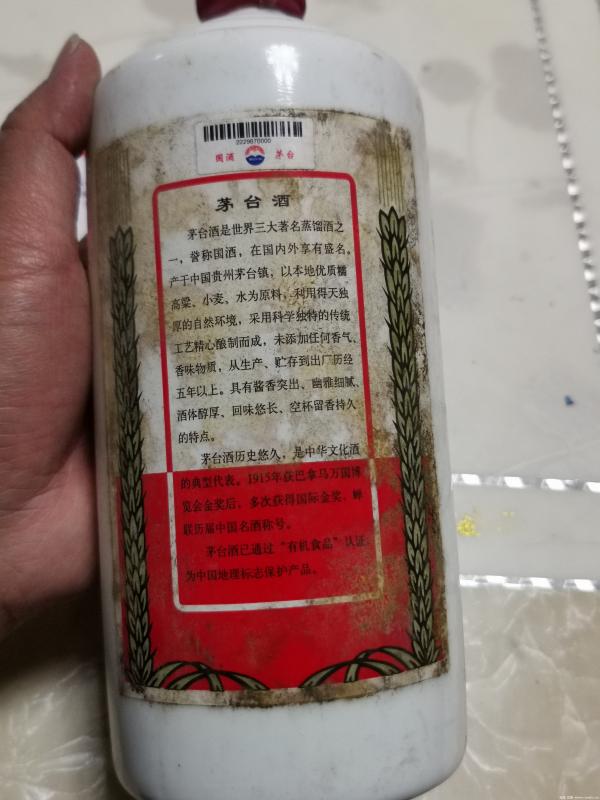 2229870000
国酒 茅台
茅台酒
茅台酒是世界三大著名蒸馏酒之
一，誉称国酒，在国内外享有盛名。
产于中国贵州茅台镇，以本地优质糯
高粱、小麦、水为原料，利用得天独
厚的自然环境，采用科学独特的传统
工艺精心酿制而成，未添加任何香气、
香味物质，从生产、贮存到出厂历经
五年以上。具有酱香突出、幽雅细腻、
酒体醇厚、回味悠长、空杯留香持久
的特点。
茅台酒历史悠久，是中华文化酒
的典型代表。1915年获巴拿马万国博
览会金奖后，多次获得国际金奖、蝉
联历届中国名酒称号。
茅台酒已通过“有机食品”认证，
为中国地理标志保护产品。